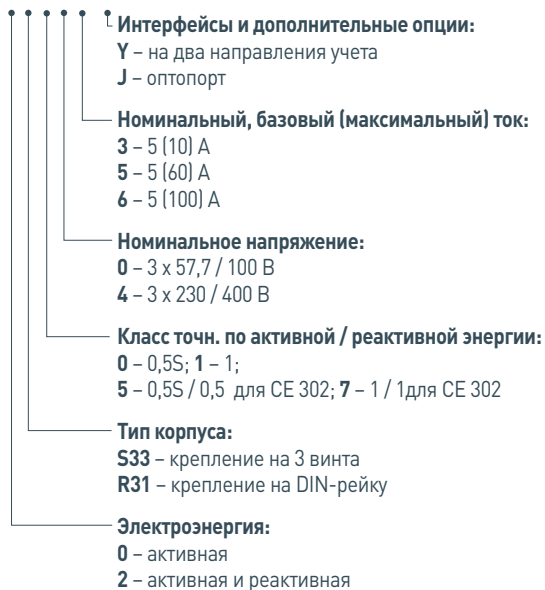 Интерфейсы и дополнительные опции:
Y – на два направления учета
J – оптопорт
Номинальный, базовый (максимальный) ток:
3 – 5 (10) А
5 – 5 (60) А
6 – 5 (100) А
Номинальное напряжение:
0 – 3 х 57,7 / 100 В
4 – 3 х 230 / 400 В
Класс точн. по активной / реактивной энергии:
0 – 0,5S; 1 – 1;
5 – 0,5S / 0,5 для СЕ 302; 7 – 1 / 1для СЕ 302
Тип корпуса:
S33 – крепление на 3 винта
R31 – крепление на DIN-рейку
Электроэнергия:
0 – активная
2 – активная и реактивная